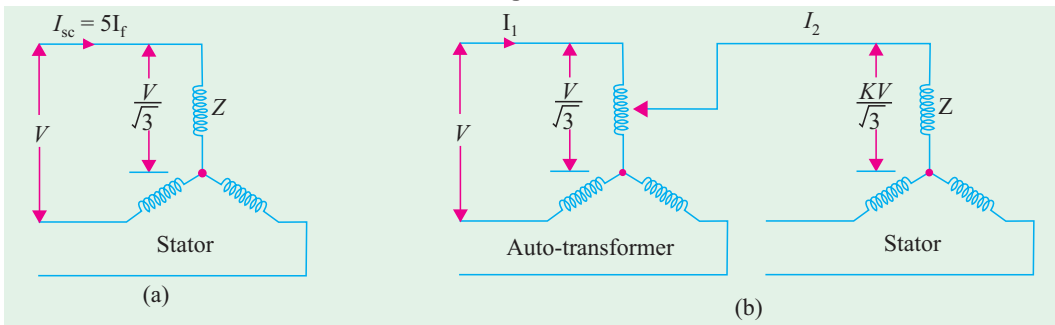 I_sc = 5I_f
V
V/√3
Z
Stator
(a)
I_1
V
V/√3
Auto-transformer
I_2
KV/√3
Z
Stator
(b)